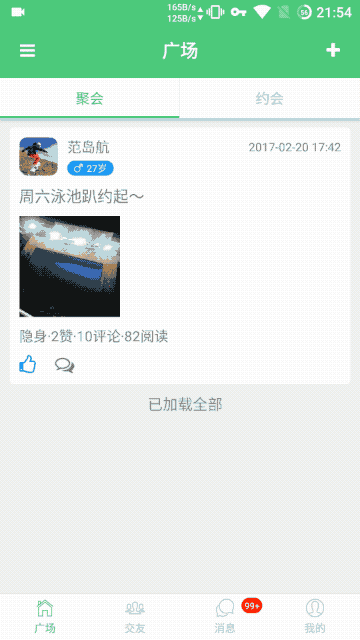 165B/s
125B/s
56
21:54
广场
聚会
约会
范岛航
2017-02-20 17:42
27岁
周六泳池趴约起～
隐身·2赞·10评论·82阅读
已加载全部
99+
广场
交友
消息
我的